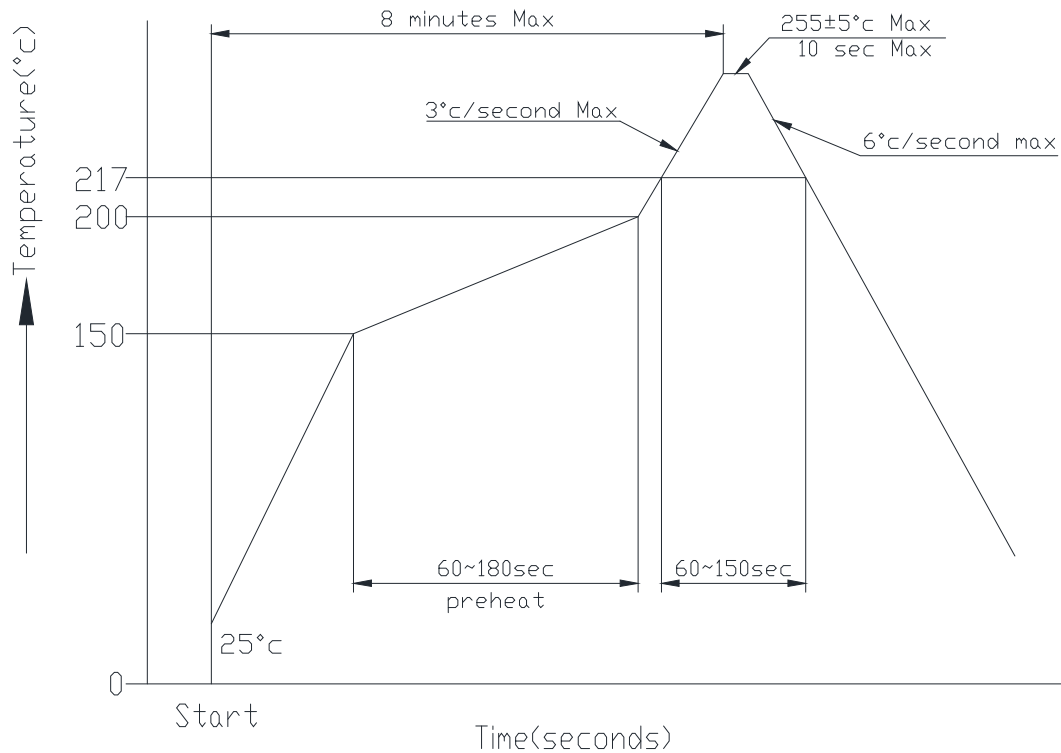 8 minutes Max
255±5°c Max
10 sec Max
3°c/second Max
6°c/second max
Temperature(°c)
217
200
150
60~180sec
preheat
60~150sec
25°c
0
Start
Time(seconds)